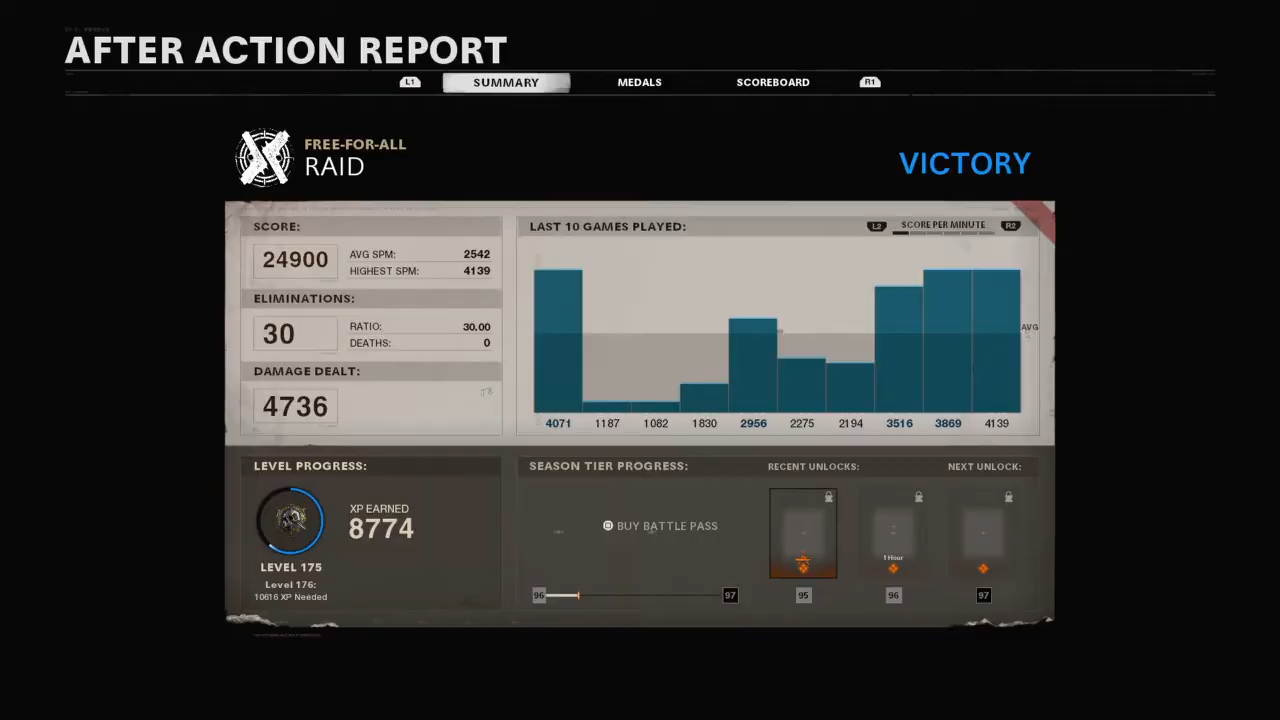 AFTER ACTION REPORT
L1 SUMMARY MEDALS SCOREBOARD R1
FREE-FOR-ALL
RAID
VICTORY
SCORE:
24900
AVG SPM: 2542
HIGHEST SPM: 4139
ELIMINATIONS:
30
RATIO: 30.00
DEATHS: 0
DAMAGE DEALT:
4736
LAST 10 GAMES PLAYED:
L2 SCORE PER MINUTE R2
AVG
4071 1187 1082 1830 2956 2275 2194 3516 3869 4139
LEVEL PROGRESS:
XP EARNED
8774
LEVEL 175
Level 176:
10616 XP Needed
SEASON TIER PROGRESS:
RECENT UNLOCKS:
NEXT UNLOCK:
BUY BATTLE PASS
1 Hour
96 97 95 96 97